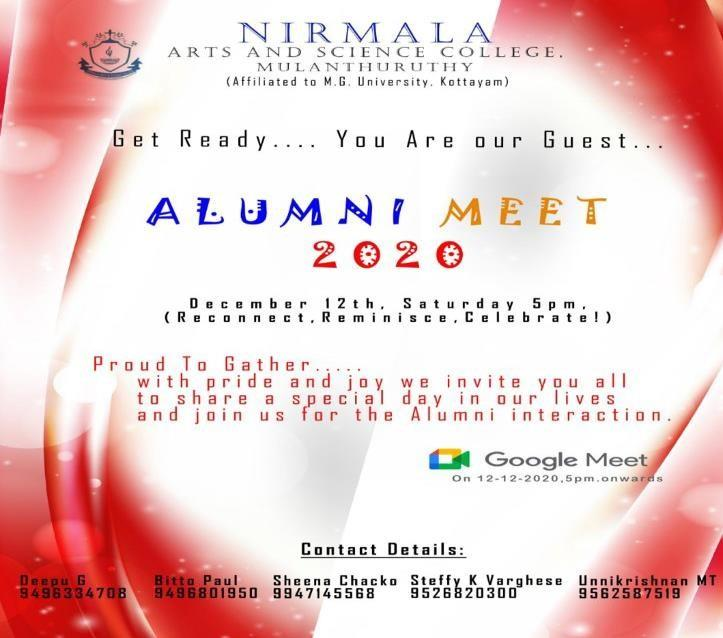 NIRMALA
ARTS AND SCIENCE COLLEGE,
MULANTHURUTHY
(Affiliated to M.G. University, Kottayam)
Get Ready.... You Are our Guest...
ALUMNI MEET
2020
December 12th, Saturday 5pm,
(Reconnect,Reminisce,Celebrate!)
Proud To Gather.....
with pride and joy we invite you all
to share a special day in our lives
and join us for the Alumni interaction.
Google Meet
On 12-12-2020,5pm.onwards
Contact Details:
Deepu G Bitto Paul Sheena Chacko Steffy K Varghese Unnikrishnan MT
9496334708 9496801950 9947145568 9526820300 9562587519